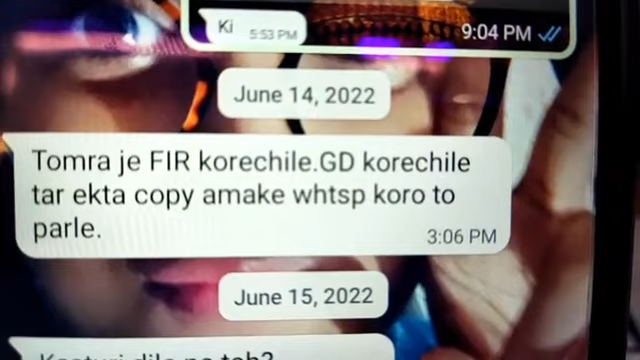 Ki 5:53 PM
9:04 PM
June 14, 2022
Tomra je FIR korechile.GD korechile
tar ekta copy amake whtsp koro to
parle.
3:06 PM
June 15, 2022